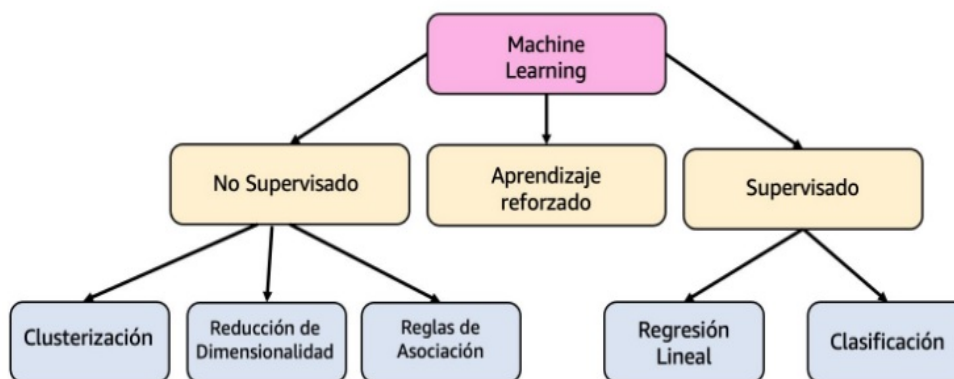 Machine
Learning
No Supervisado
Aprendizaje
reforzado
Supervisado
Clusterización
Reducción de
Dimensionalidad
Reglas de
Asociación
Regresión
Lineal
Clasificación